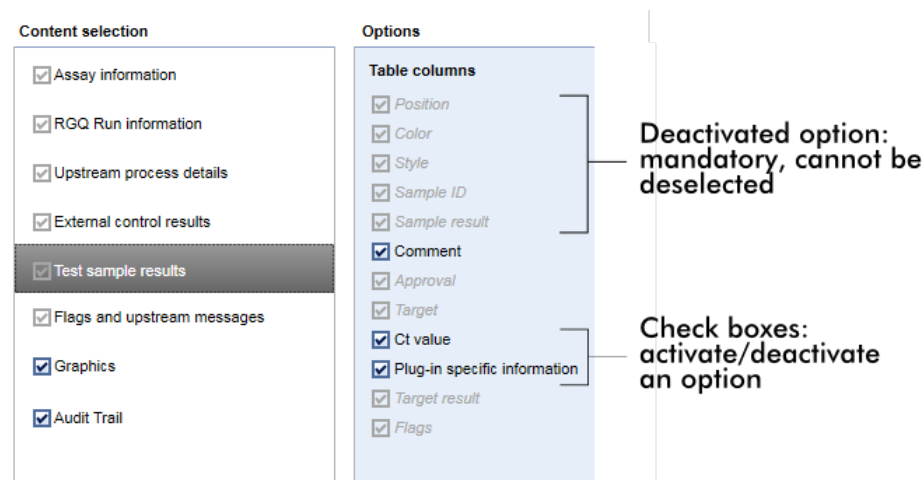 Content selection
Assay information
RGQ Run information
Upstream process details
External control results
Test sample results
Flags and upstream messages
Graphics
Audit Trail
Options
Table columns
Position
Color
Style
Sample ID
Sample result
Comment
Approval
Target
Ct value
Plug-in specific information
Target result
Flags
Deactivated option:
mandatory, cannot be
deselected
Check boxes:
activate/deactivate
an option